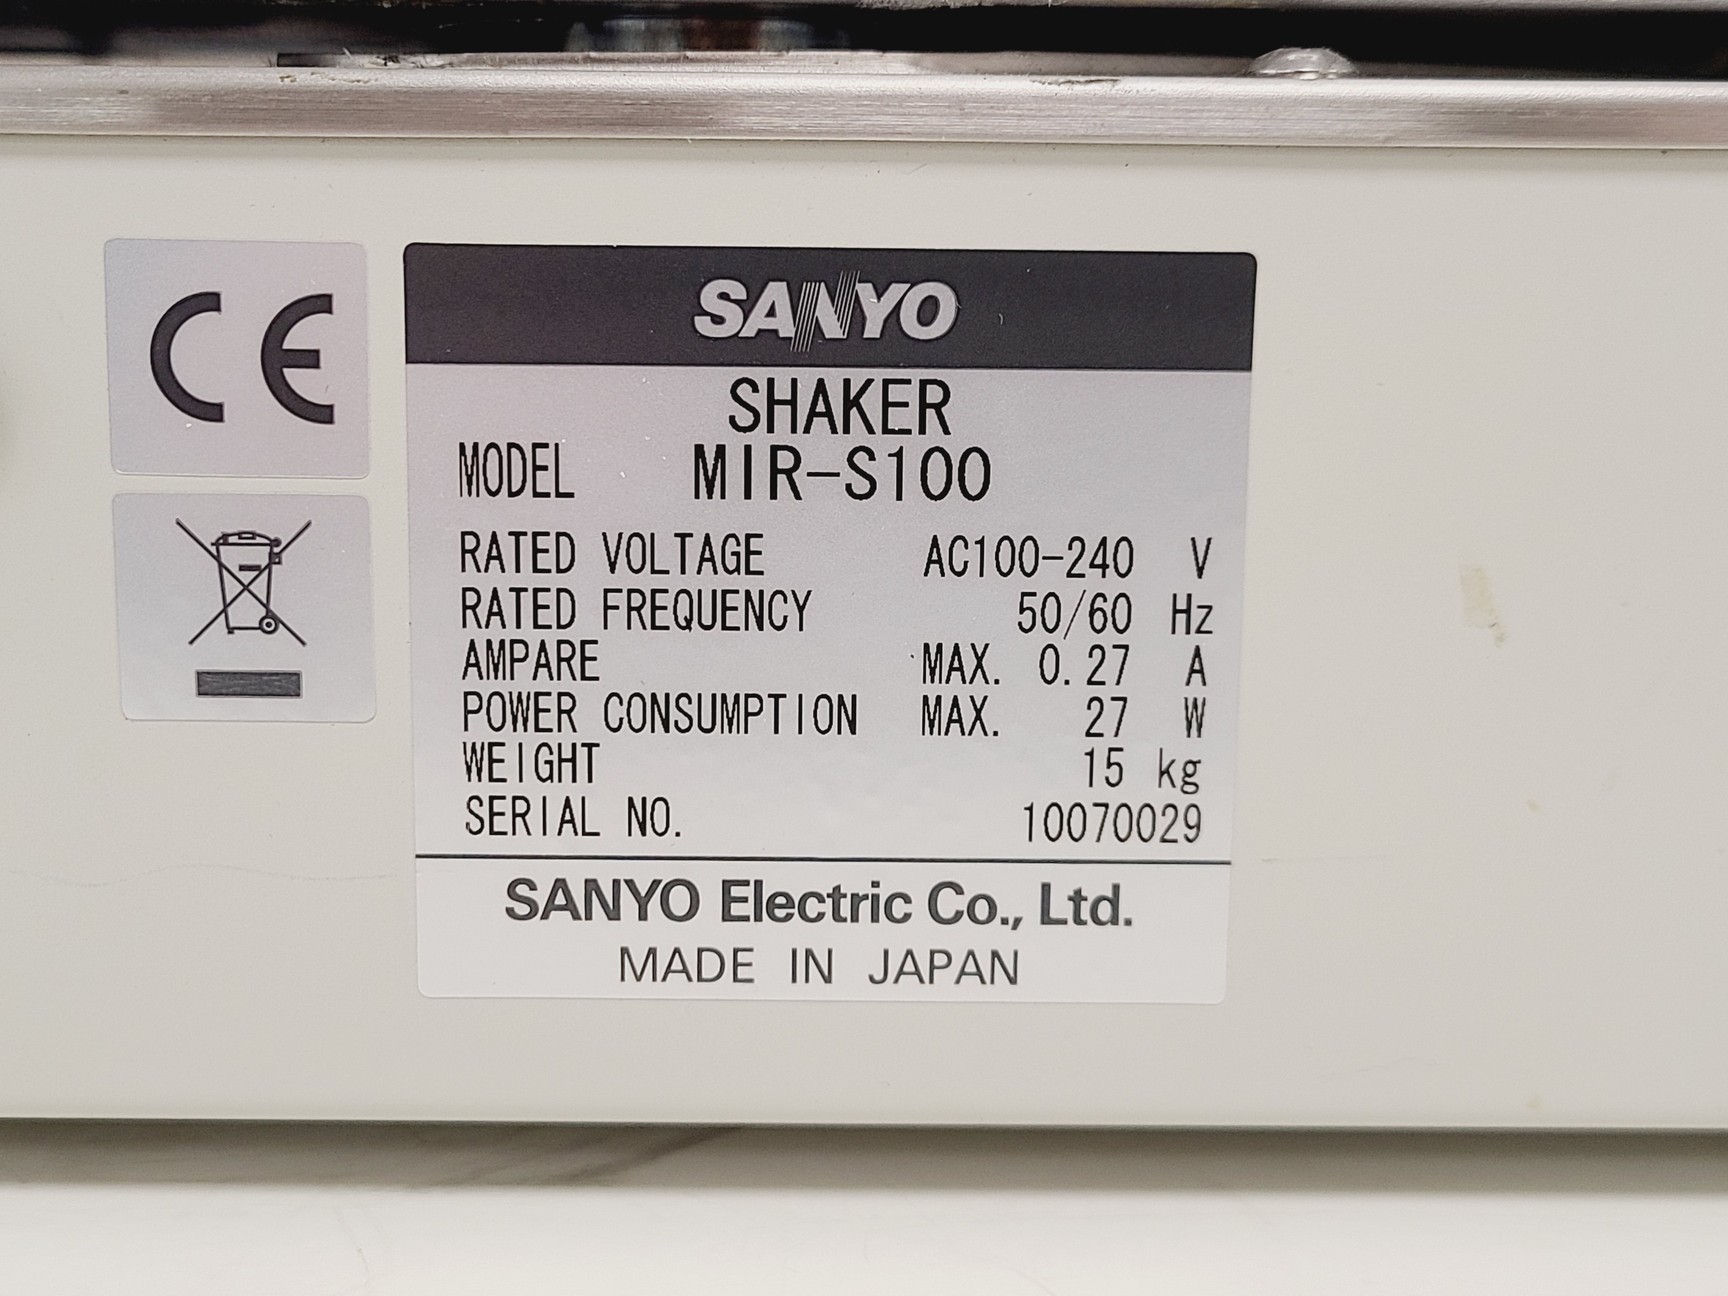 CE
SANYO
SHAKER
MODEL MIR-S100
RATED VOLTAGE AC100-240 V
RATED FREQUENCY 50/60 Hz
AMPARE MAX. 0.27 A
POWER CONSUMPTION MAX. 27 W
WEIGHT 15 kg
SERIAL NO. 10070029
SANYO Electric Co., Ltd.
MADE IN JAPAN